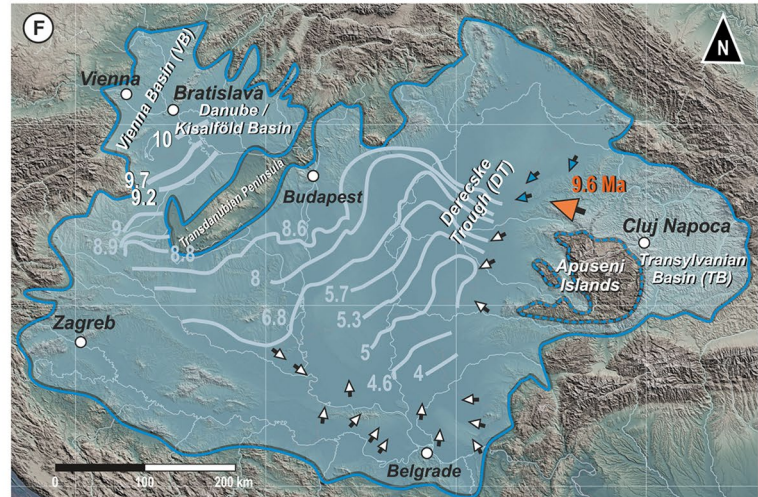 F
N
Vienna
Vienna Basin (VB)
Bratislava
Danube /
Kisalföld Basin
10
9.7
9.2
9
8.9
8.8
Transdanubian Peninsula
Budapest
8.6
8
6.8
5.7
5.3
5
4.6
4
Derecske
Trough (DT)
9.6 Ma
Cluj Napoca
Transylvanian
Basin (TB)
Apuseni
Islands
Zagreb
Belgrade
0 100 200 km